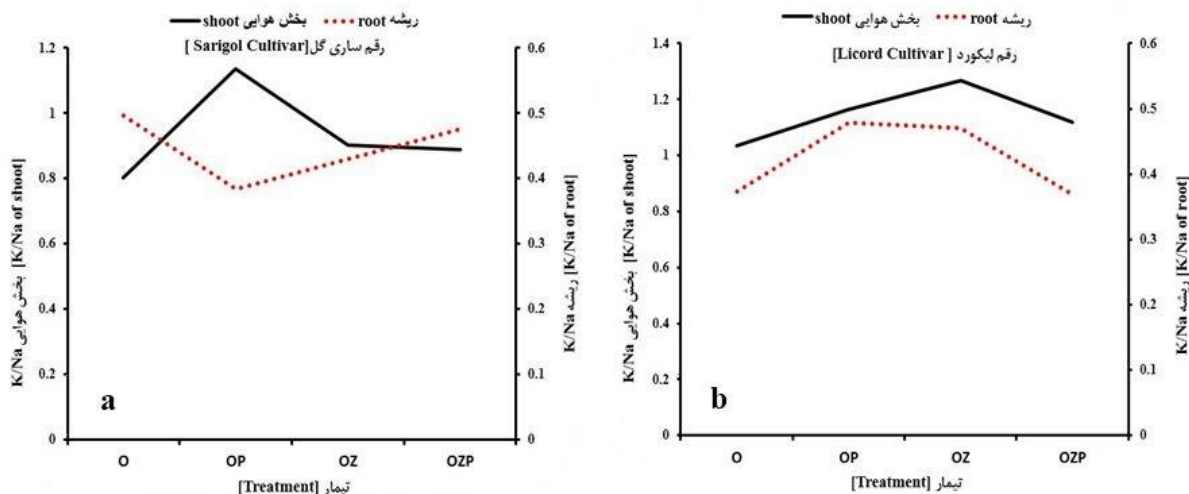 بخش هوایی shoot ریشه root
رقم ساری گل [Sarigol Cultivar ]
K/Na بخش هوایی [K/Na of shoot]
1.2
1
0.8
0.6
0.4
0.2
0
0.6
0.5
0.4
0.3
0.2
0.1
0
K/Na ریشه [K/Na of root]
a
O OP OZ OZP
تیمار [Treatment]
بخش هوایی shoot ریشه root
رقم لیکورد [Licord Cultivar ]
K/Na بخش هوایی [K/Na of shoot]
1.4
1.2
1
0.8
0.6
0.4
0.2
0
0.6
0.5
0.4
0.3
0.2
0.1
0
K/Na ریشه [K/Na of root]
b
O OP OZ OZP
تیمار [Treatment]